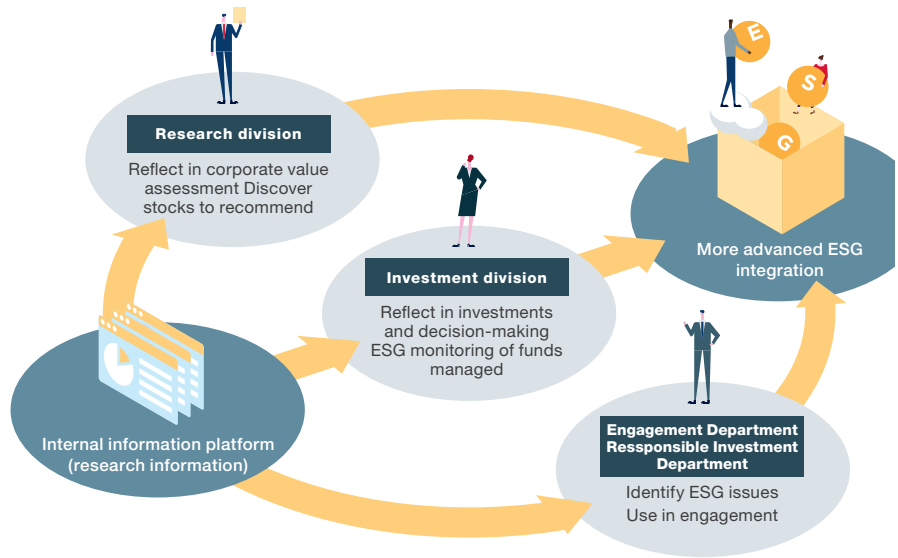 E
S
G
Research division
Reflect in corporate value
assessment Discover
stocks to recommend
More advanced ESG
integration
Investment division
Reflect in investments
and decision-making
ESG monitoring of funds
managed
Internal information platform
(research information)
Engagement Department
Ressponsible Investment
Department
Identify ESG issues
Use in engagement